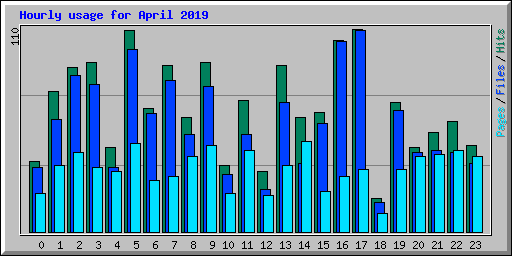 Hourly usage for April 2019
110
Pages / Files / Hits
0 1 2 3 4 5 6 7 8 9 10 11 12 13 14 15 16 17 18 19 20 21 22 23